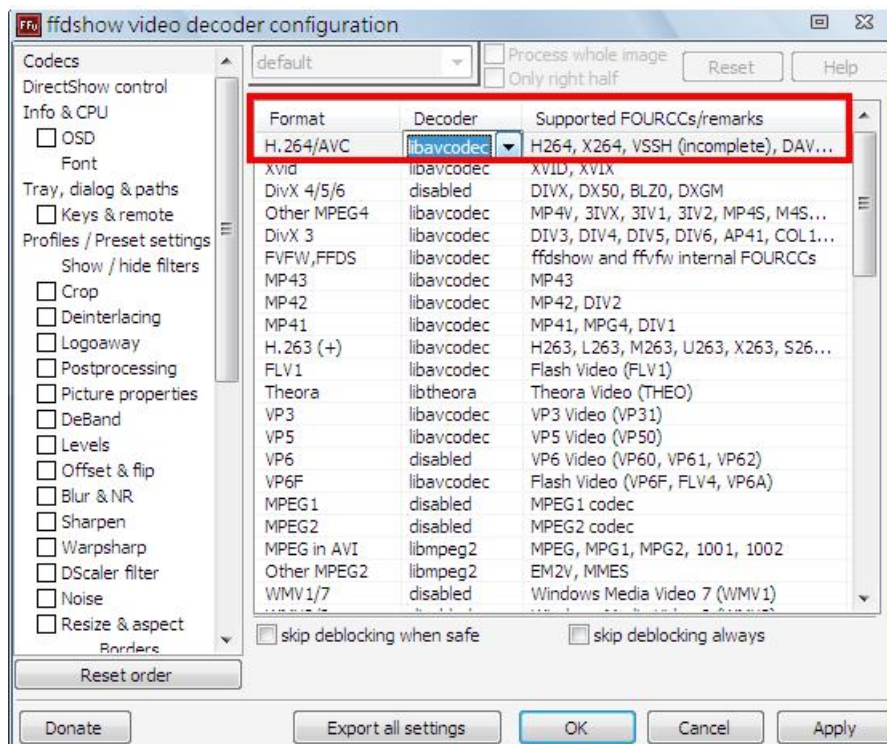 ffdshow video decoder configuration
Codecs
DirectShow control
Info & CPU
OSD
Font
Tray, dialog & paths
Keys & remote
Profiles / Preset settings
Show / hide filters
Crop
Deinterlacing
Logoaway
Postprocessing
Picture properties
DeBand
Levels
Offset & flip
Blur & NR
Sharpen
Warpsharp
DScaler filter
Noise
Resize & aspect
Borders
Reset order
default
Process whole image
Only right half
Reset
Help
Format Decoder Supported FOURCCs/remarks
H.264/AVC libavcodec H264, X264, VSSH (incomplete), DAV...
Xvid libavcodec XVID, XVIX
DivX 4/5/6 disabled DIVX, DX50, BLZ0, DXGM
Other MPEG4 libavcodec MP4V, 3IVX, 3IV1, 3IV2, MP4S, M4S...
DivX 3 libavcodec DIV3, DIV4, DIV5, DIV6, AP41, COL1...
FVFW,FFDS libavcodec ffdshow and ffvfw internal FOURCCs
MP43 libavcodec MP43
MP42 libavcodec MP42, DIV2
MP41 libavcodec MP41, MPG4, DIV1
H.263 (+) libavcodec H263, L263, M263, U263, X263, S26...
FLV1 libavcodec Flash Video (FLV1)
Theora libtheora Theora Video (THEO)
VP3 libavcodec VP3 Video (VP31)
VP5 libavcodec VP5 Video (VP50)
VP6 disabled VP6 Video (VP60, VP61, VP62)
VP6F libavcodec Flash Video (VP6F, FLV4, VP6A)
MPEG1 disabled MPEG1 codec
MPEG2 disabled MPEG2 codec
MPEG in AVI libmpeg2 MPEG, MPG1, MPG2, 1001, 1002
Other MPEG2 libmpeg2 EM2V, MMES
WMV1/7 disabled Windows Media Video 7 (WMV1)
skip deblocking when safe
skip deblocking always
Donate
Export all settings
OK
Cancel
Apply